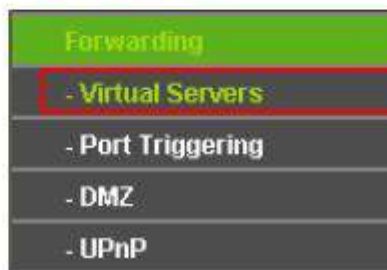 Forwarding
- Virtual Servers
- Port Triggering
- DMZ
- UPnP